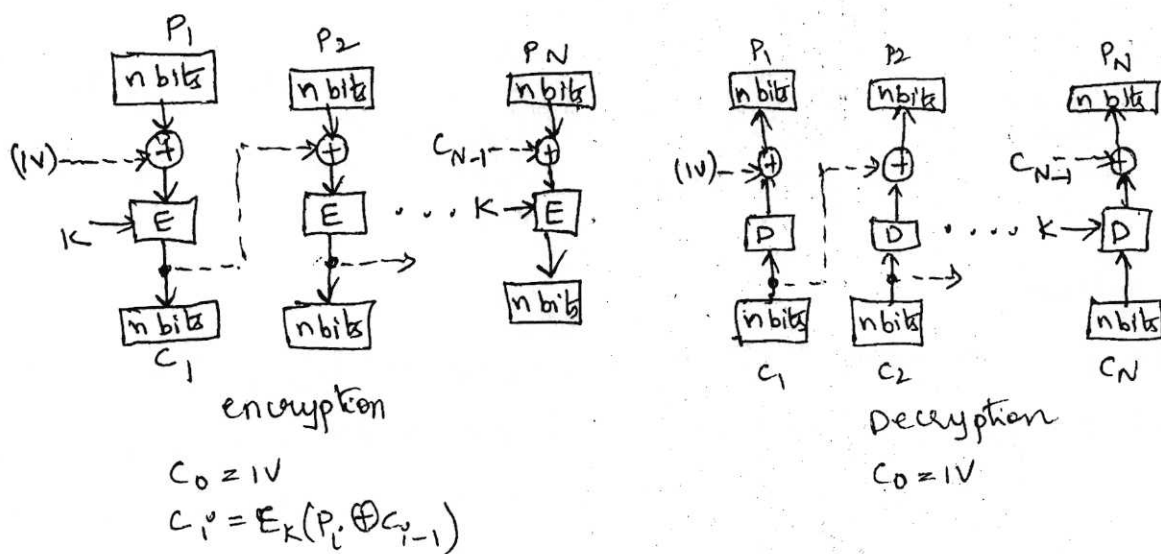 P1 P2 PN
n bits n bits n bits
(IV) CN-1
K E E . . . . K E
n bits n bits n bits
C1
encryption
C0 = IV
Ci = EK(Pi ⊕ Ci-1)
P1 P2 PN
n bits n bits n bits
(IV) CN-1
D D . . . . K D
n bits n bits n bits
C1 C2 CN
Decryption
C0 = IV